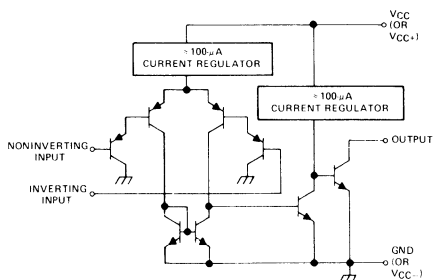 VCC
(OR
VCC+)
≈ 100-μA
CURRENT REGULATOR
≈ 100-μA
CURRENT REGULATOR
NONINVERTING
INPUT
OUTPUT
INVERTING
INPUT
GND
(OR
VCC−)